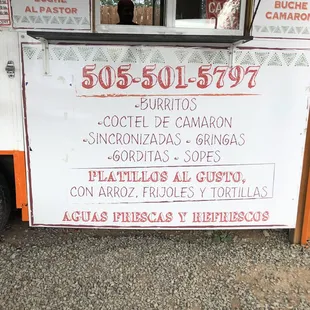 AL PASTOR
BUCHE
CAMARON
505-501-5797
-BURRITOS
-COCTEL DE CAMARON
-SINCRONIZADAS - GRINGAS
-GORDITAS - SOPES
PLATILLOS AL GUSTO,
CON ARROZ, FRIJOLES Y TORTILLAS
AGUAS FRESCAS Y REFRESCOS